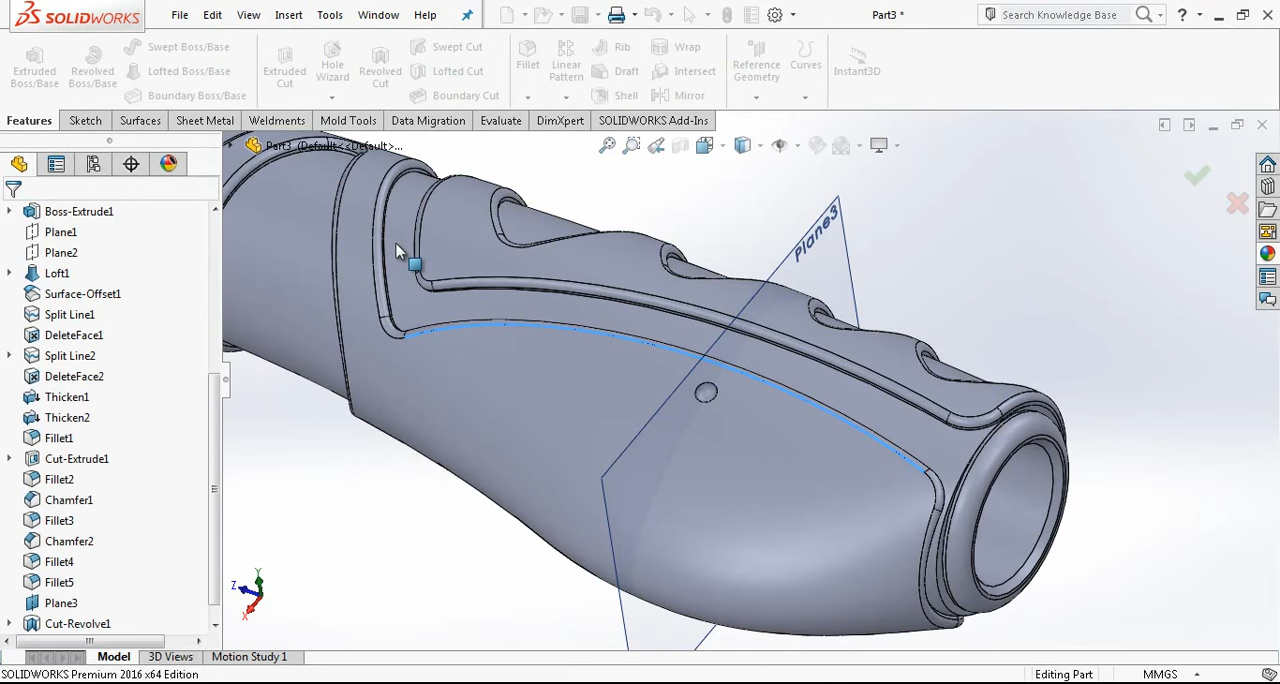 SOLIDWORKS File Edit View Insert Tools Window Help Part3 * Search Knowledge Base ?
Extruded Boss/Base Revolved Boss/Base Swept Boss/Base Lofted Boss/Base Boundary Boss/Base Extruded Cut Hole Wizard Revolved Cut Swept Cut Lofted Cut Boundary Cut Fillet Linear Pattern Rib Draft Shell Wrap Intersect Mirror Reference Geometry Curves Instant3D
Features Sketch Surfaces Sheet Metal Weldments Mold Tools Data Migration Evaluate DimXpert SOLIDWORKS Add-Ins
Part3 (Default<<Default>...
Boss-Extrude1
Plane1
Plane2
Loft1
Surface-Offset1
Split Line1
DeleteFace1
Split Line2
DeleteFace2
Thicken1
Thicken2
Fillet1
Cut-Extrude1
Fillet2
Chamfer1
Fillet3
Chamfer2
Fillet4
Fillet5
Plane3
Cut-Revolve1
Plane3
Y
Z
X
Model 3D Views Motion Study 1
SOLIDWORKS Premium 2016 x64 Edition Editing Part MMGS